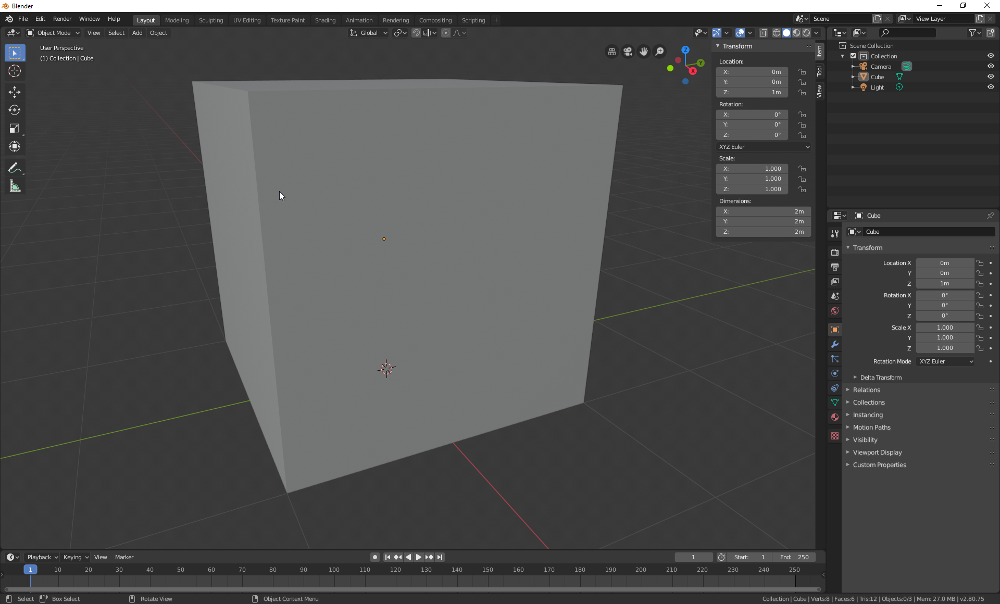 Blender
File Edit Render Window Help Layout Modeling Sculpting UV Editing Texture Paint Shading Animation Rendering Compositing Scripting + Scene View Layer
Object Mode View Select Add Object Global
User Perspective
(1) Collection | Cube
Z
Y
X
Transform
Location:
X: 0m
Y: 0m
Z: 1m
Rotation:
X: 0°
Y: 0°
Z: 0°
XYZ Euler
Scale:
X: 1.000
Y: 1.000
Z: 1.000
Dimensions:
X: 2m
Y: 2m
Z: 2m
Item
Tool
View
Scene Collection
Collection
Camera
Cube
Light
Cube
Cube
Transform
Location X 0m
Y 0m
Z 1m
Rotation X 0°
Y 0°
Z 0°
Scale X 1.000
Y 1.000
Z 1.000
Rotation Mode XYZ Euler
Delta Transform
Relations
Collections
Instancing
Motion Paths
Visibility
Viewport Display
Custom Properties
Playback Keying View Marker 1 Start: 1 End: 250
1 10 20 30 40 50 60 70 80 90 100 110 120 130 140 150 160 170 180 190 200 210 220 230 240 250
Select Box Select Rotate View Object Context Menu Collection | Cube | Verts:8 | Faces:6 | Tris:12 | Objects:0/3 | Mem: 27.0 MB | v2.80.75